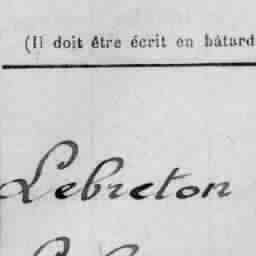 (Il doit être écrit en bâtard
Lebreton